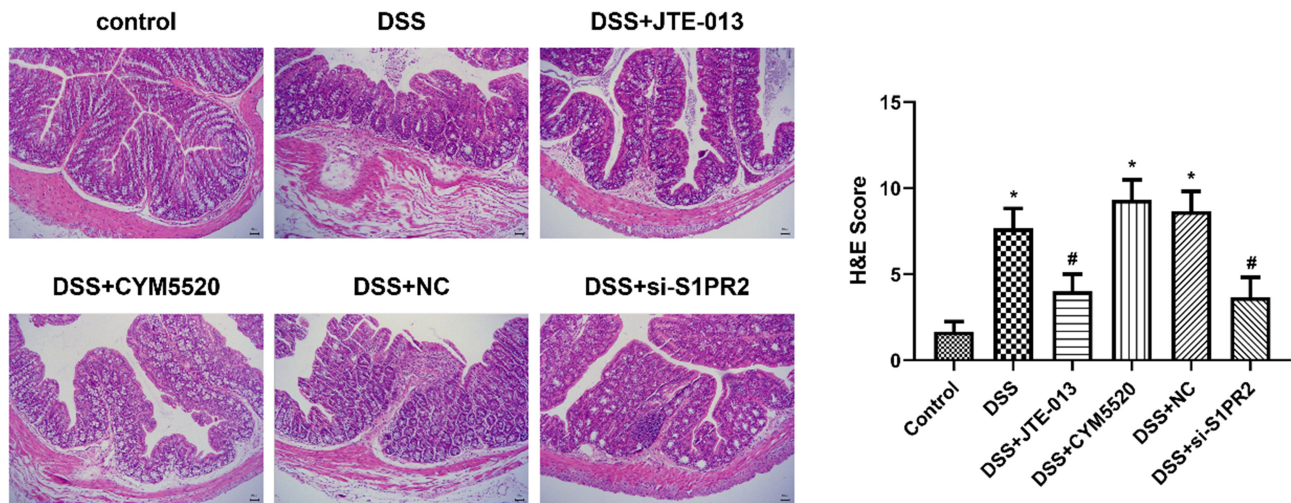 control
DSS
DSS+JTE-013
DSS+CYM5520
DSS+NC
DSS+si-S1PR2
H&E Score
15
10
5
0
*
#
*
*
#
Control
DSS
DSS+JTE-013
DSS+CYM5520
DSS+NC
DSS+si-S1PR2